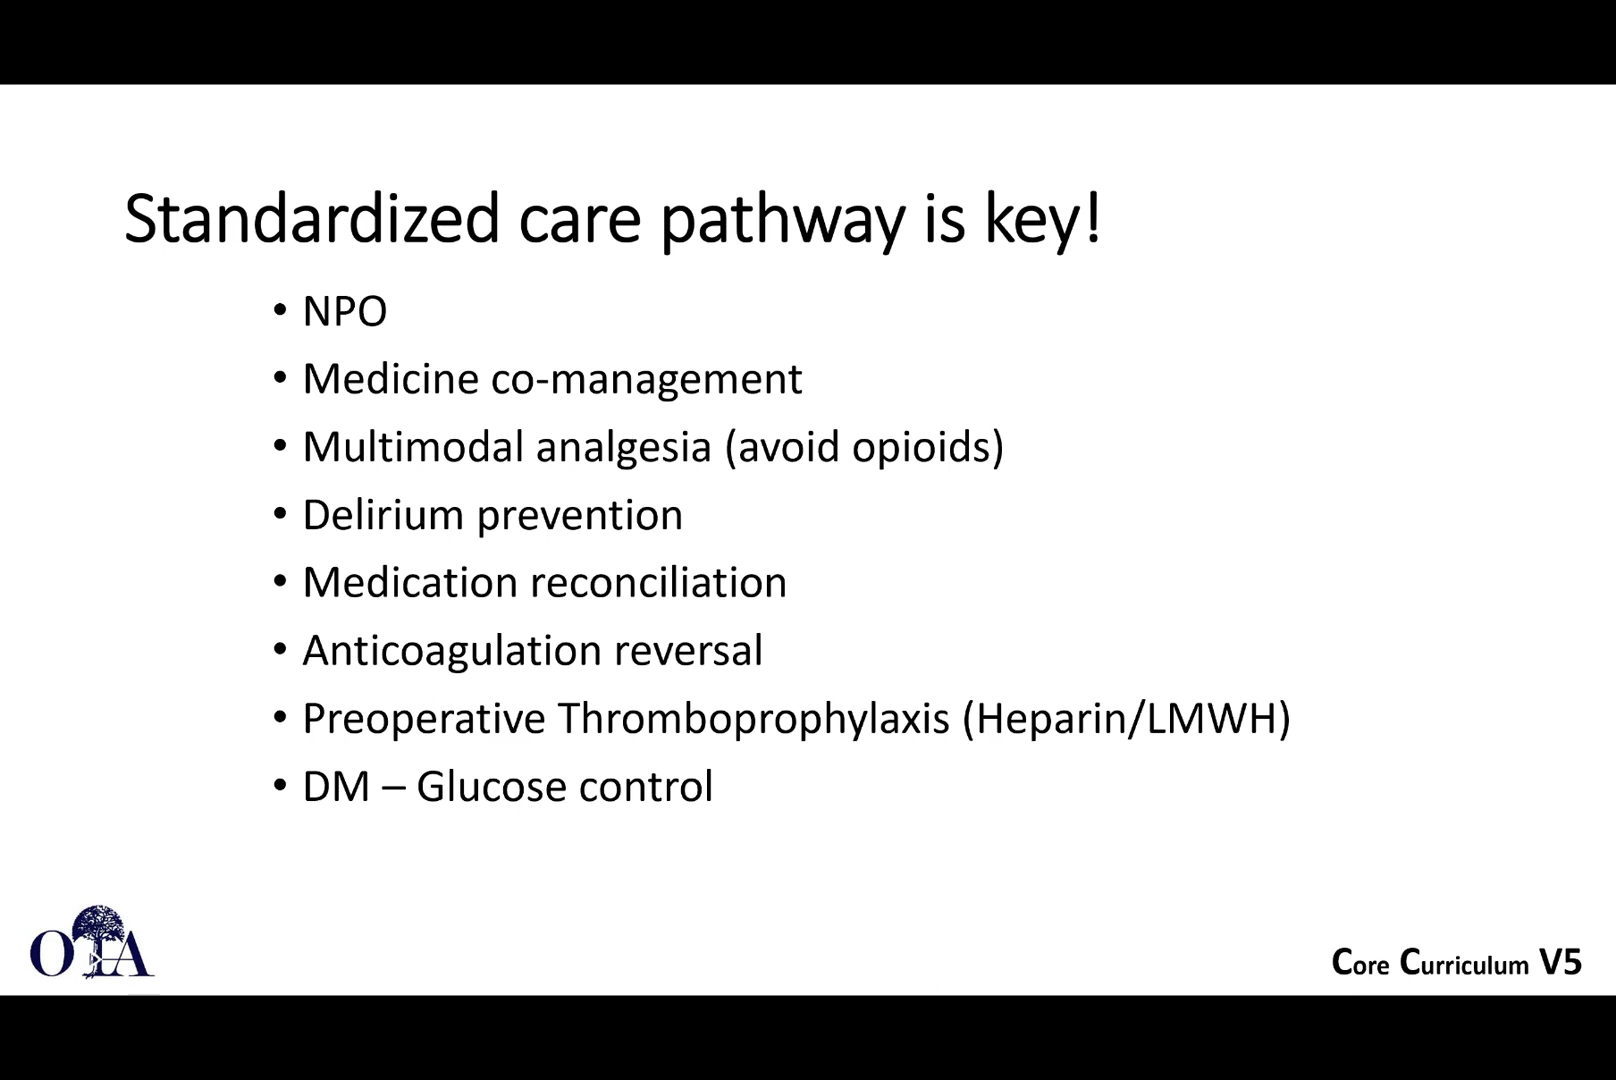 Standardized care pathway is key!
• NPO
• Medicine co-management
• Multimodal analgesia (avoid opioids)
• Delirium prevention
• Medication reconciliation
• Anticoagulation reversal
• Preoperative Thromboprophylaxis (Heparin/LMWH)
• DM – Glucose control
OTA
Core Curriculum V5